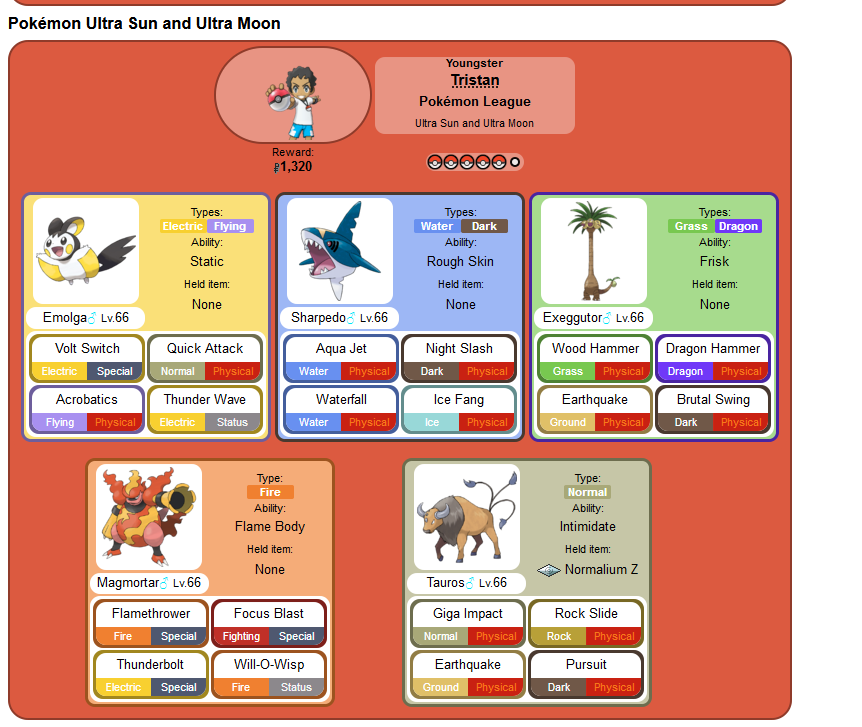 Pokémon Ultra Sun and Ultra Moon
Youngster
Tristan
Pokémon League
Ultra Sun and Ultra Moon
Reward:
₽1,320
Types:
Electric Flying
Ability:
Static
Held item:
None
Emolga♂ Lv.66
Volt Switch
Electric Special
Quick Attack
Normal Physical
Acrobatics
Flying Physical
Thunder Wave
Electric Status
Types:
Water Dark
Ability:
Rough Skin
Held item:
None
Sharpedo♂ Lv.66
Aqua Jet
Water Physical
Night Slash
Dark Physical
Waterfall
Water Physical
Ice Fang
Ice Physical
Types:
Grass Dragon
Ability:
Frisk
Held item:
None
Exeggutor♂ Lv.66
Wood Hammer
Grass Physical
Dragon Hammer
Dragon Physical
Earthquake
Ground Physical
Brutal Swing
Dark Physical
Type:
Fire
Ability:
Flame Body
Held item:
None
Magmortar♂ Lv.66
Flamethrower
Fire Special
Focus Blast
Fighting Special
Thunderbolt
Electric Special
Will-O-Wisp
Fire Status
Type:
Normal
Ability:
Intimidate
Held item:
Normalium Z
Tauros♂ Lv.66
Giga Impact
Normal Physical
Rock Slide
Rock Physical
Earthquake
Ground Physical
Pursuit
Dark Physical